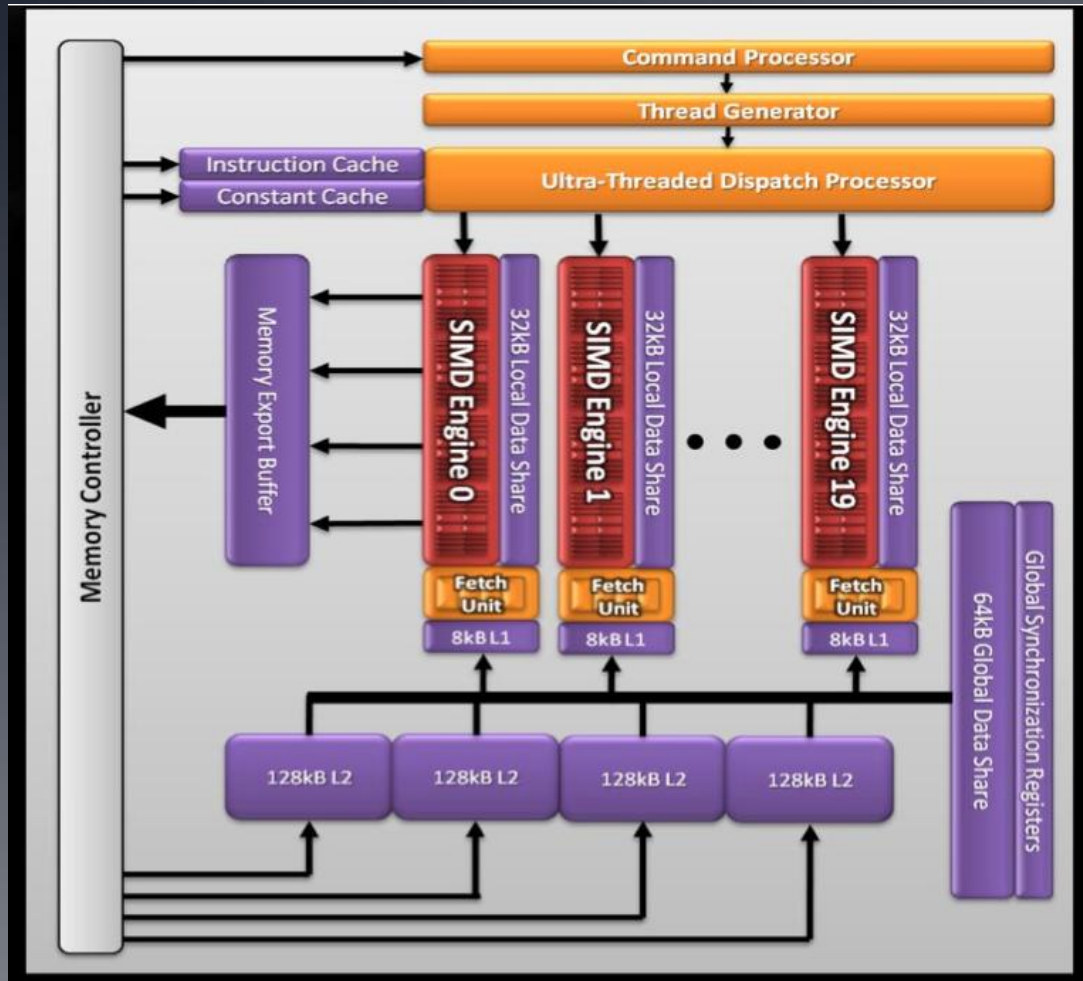 Command Processor
Thread Generator
Instruction Cache
Constant Cache
Ultra-Threaded Dispatch Processor
Memory Controller
Memory Export Buffer
SIMD Engine 0
32kB Local Data Share
SIMD Engine 1
32kB Local Data Share
SIMD Engine 19
32kB Local Data Share
Fetch
Unit
Fetch
Unit
Fetch
Unit
8kB L1
8kB L1
8kB L1
64kB Global Data Share
Global Synchronization Registers
128kB L2
128kB L2
128kB L2
128kB L2